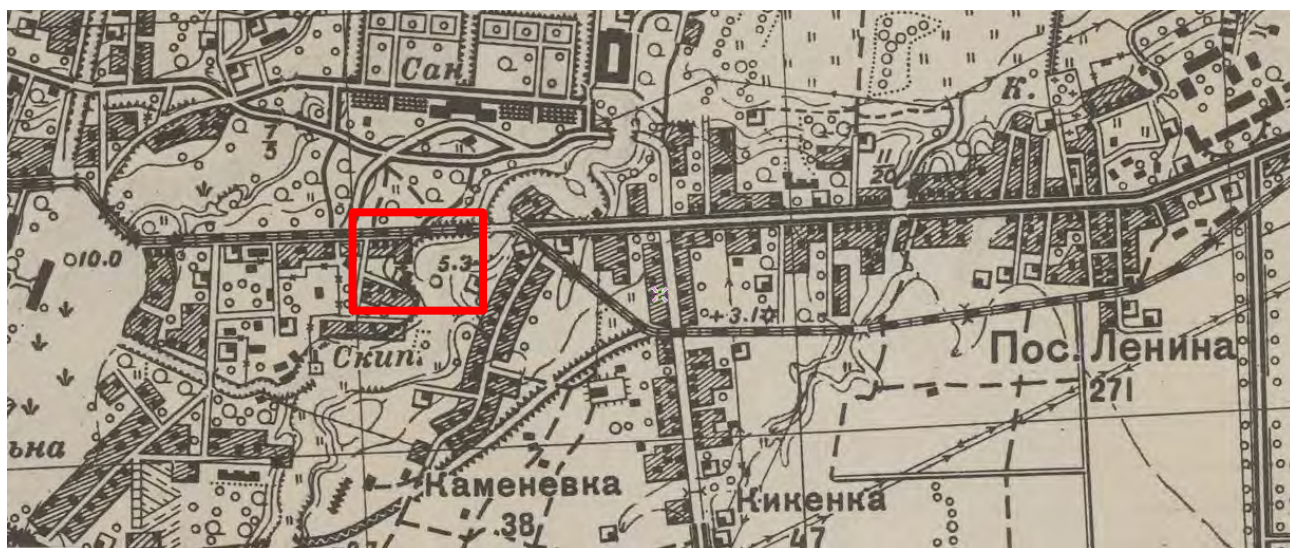 Сан.
К.
7/5
11/20
10.0
5.3
+3.1
Скип.
Пос. Ленина
271
ьна
Каменевка
.38
Кикенка
47